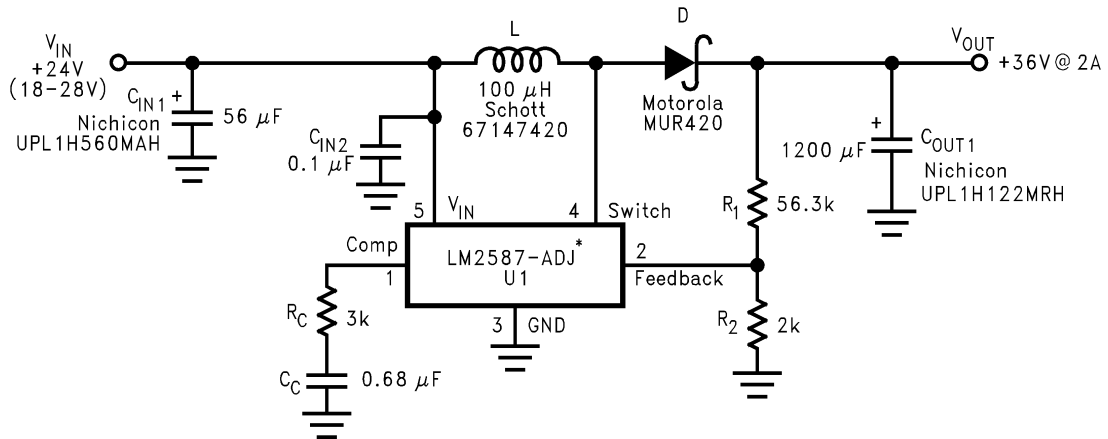 V_IN
+24V
(18-28V)
C_IN1 +
Nichicon
UPL1H560MAH
56 μF
C_IN2
0.1 μF
L
100 μH
Schott
67147420
D
Motorola
MUR420
V_OUT
+36V @ 2A
+
1200 μF
C_OUT1
Nichicon
UPL1H122MRH
R_1
56.3k
5
V_IN
4
Switch
Comp
1
LM2587-ADJ*
U1
2
Feedback
3
GND
R_C
3k
C_C
0.68 μF
R_2
2k